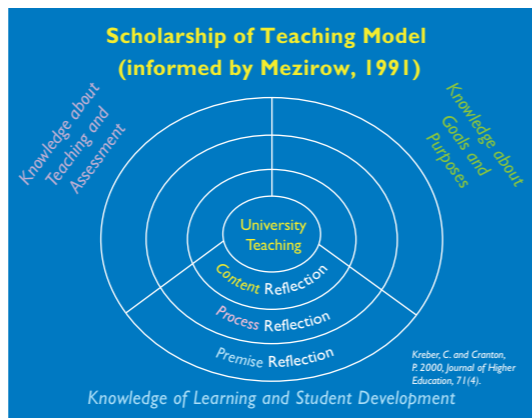 Scholarship of Teaching Model
(informed by Mezirow, 1991)
Knowledge about
Teaching and
Assessment
Knowledge about
Goals and
Purposes
University
Teaching
Content Reflection
Process Reflection
Premise Reflection
Kreber, C. and Cranton,
P. 2000, Journal of Higher
Education, 71(4).
Knowledge of Learning and Student Development